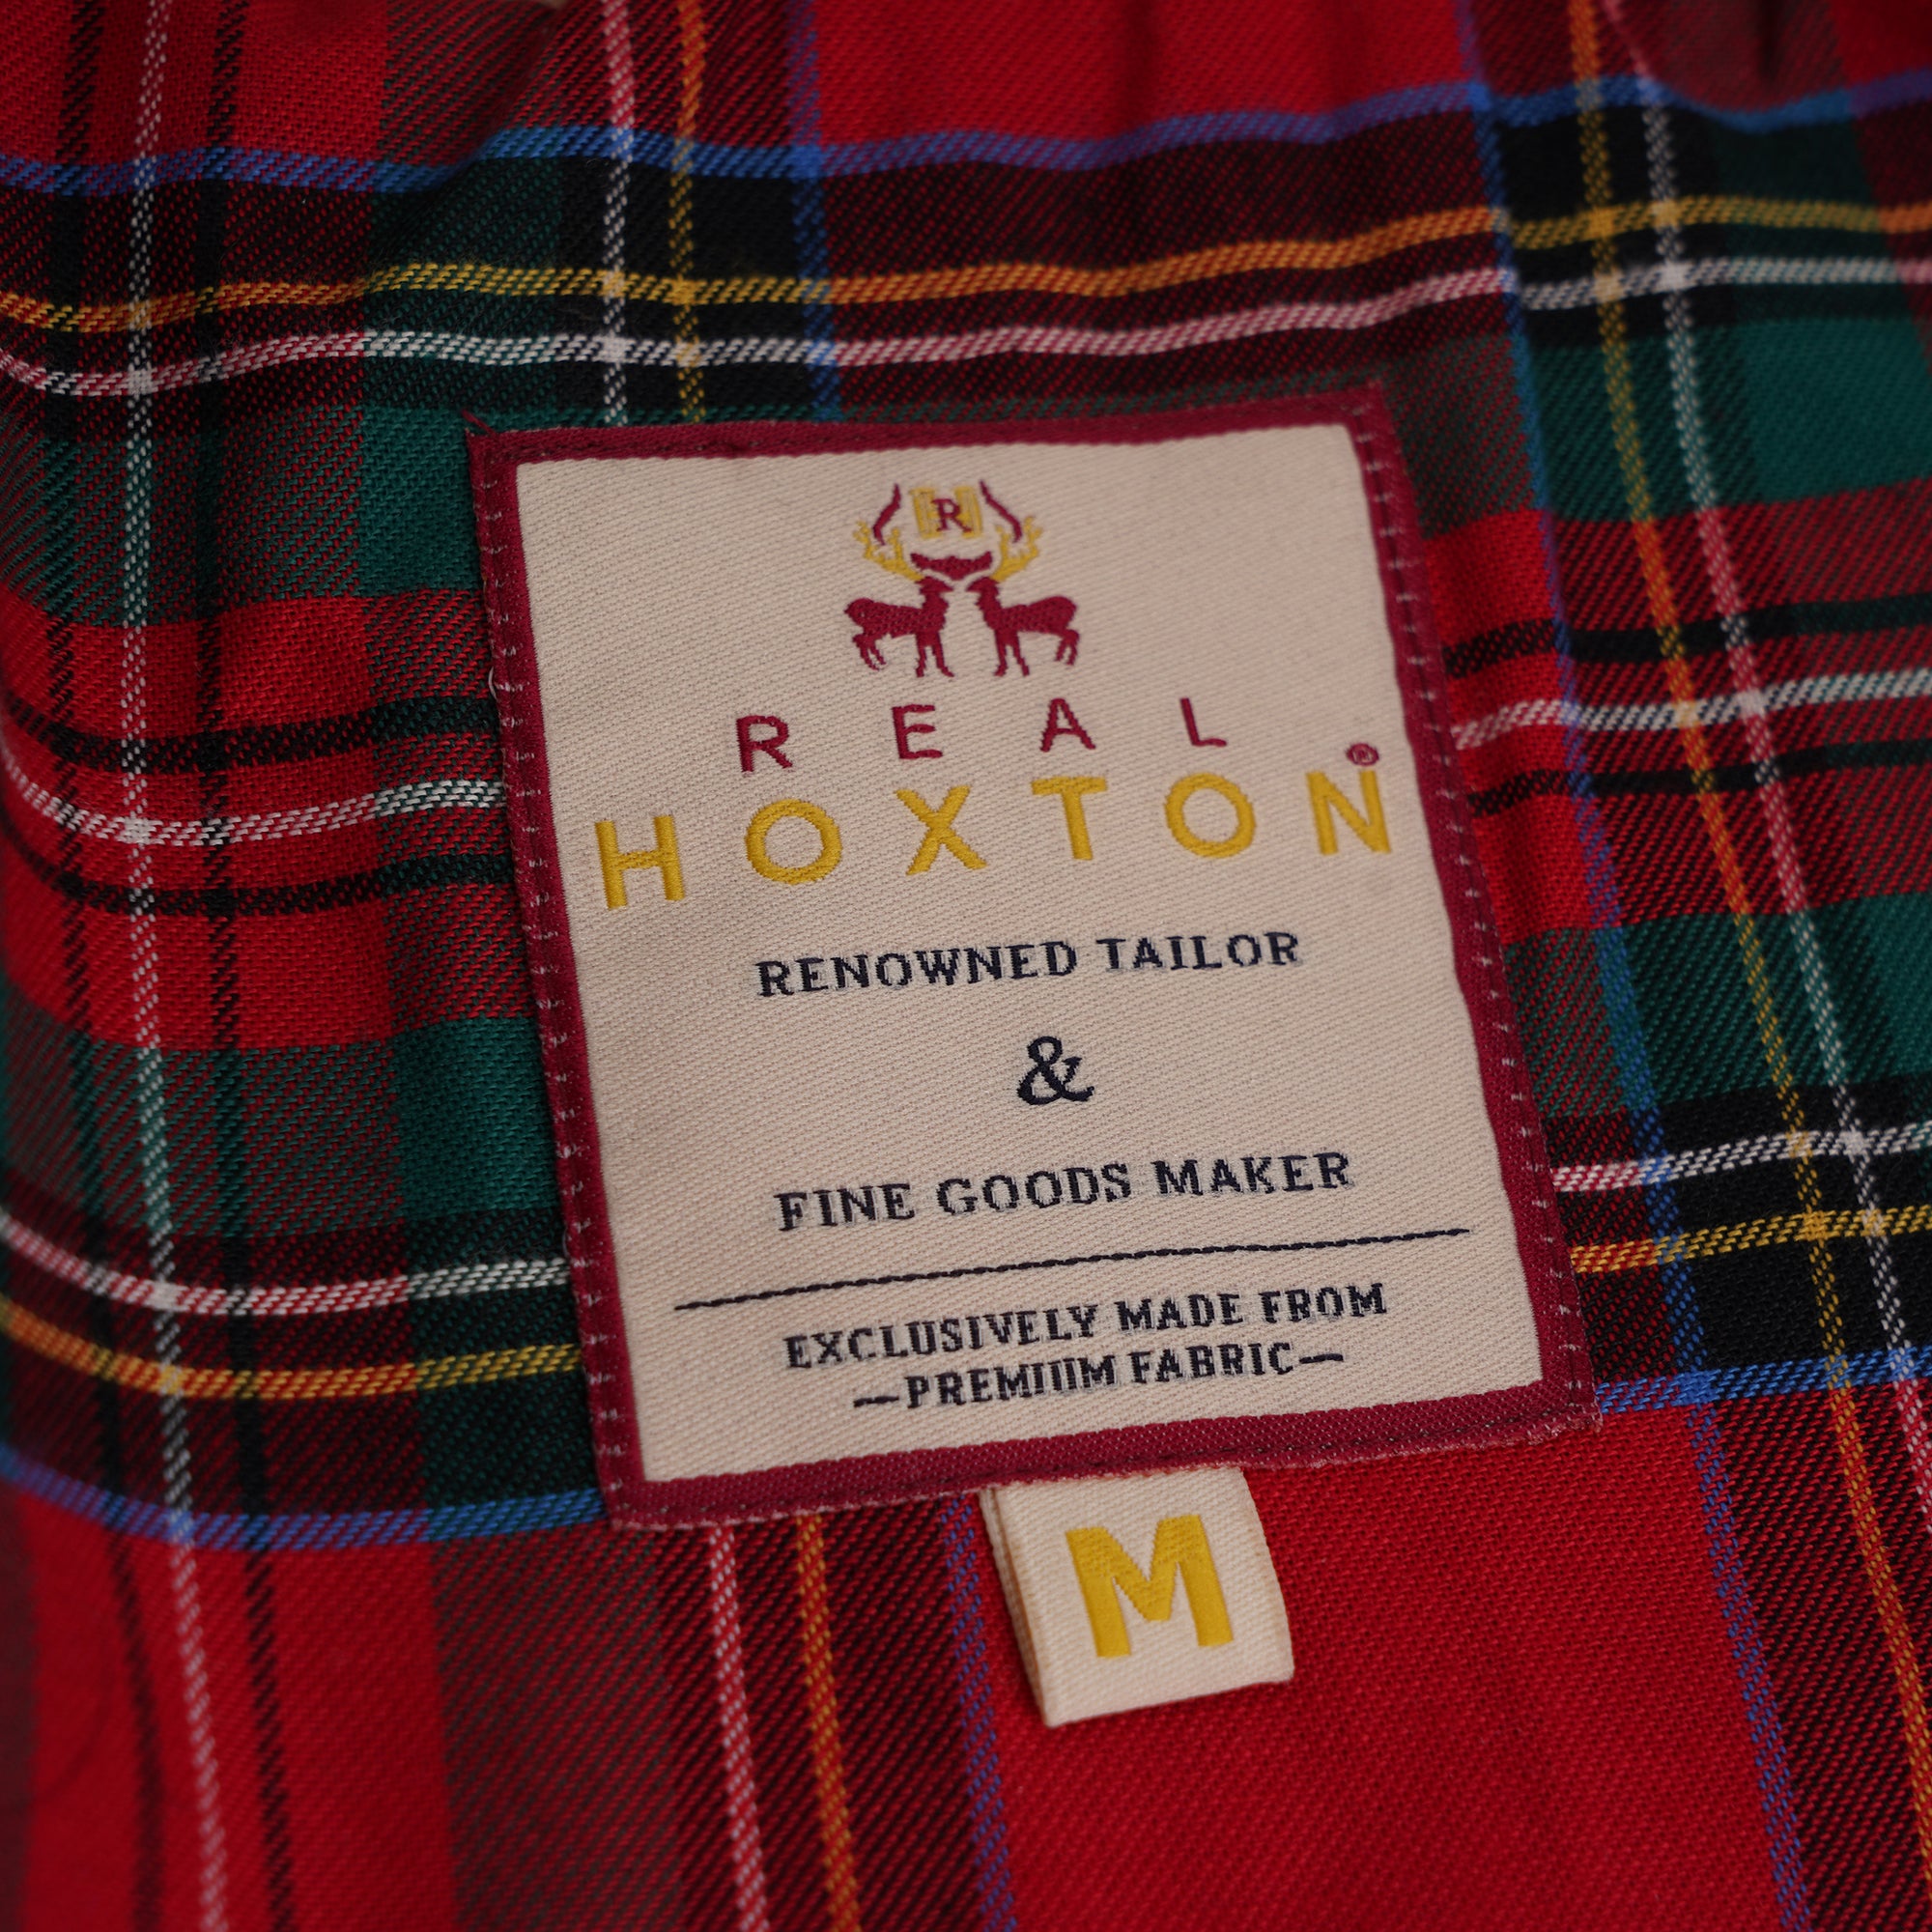 R
REAL
HOXTON®
RENOWNED TAILOR
&
FINE GOODS MAKER
EXCLUSIVELY MADE FROM
—PREMIUM FABRIC—
M